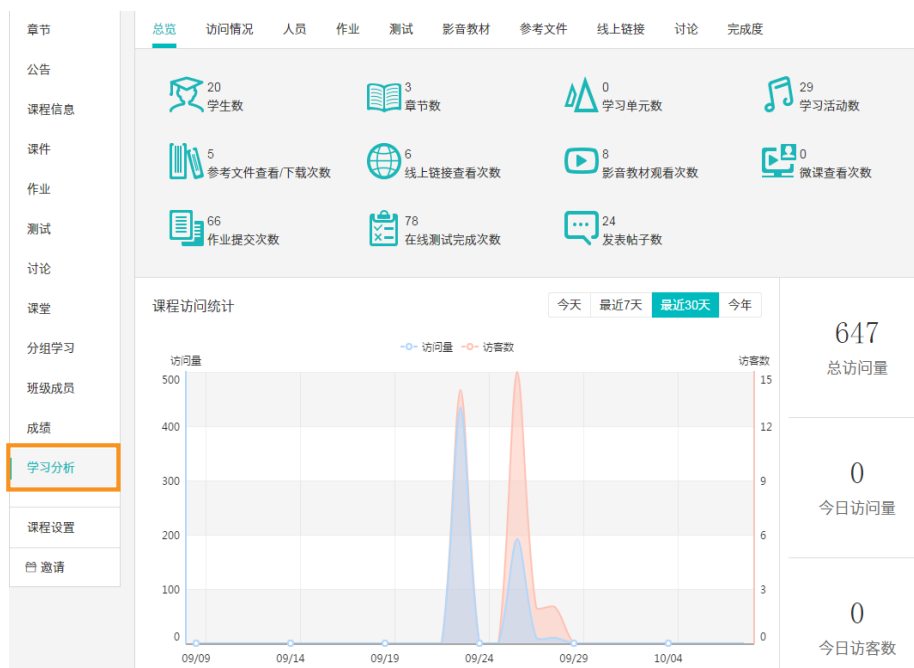 章节
公告
课程信息
课件
作业
测试
讨论
课堂
分组学习
班级成员
成绩
学习分析
课程设置
邀请
总览 访问情况 人员 作业 测试 影音教材 参考文件 线上链接 讨论 完成度
20
学生数
3
章节数
0
学习单元数
29
学习活动数
5
参考文件查看/下载次数
6
线上链接查看次数
8
影音教材观看次数
0
微课查看次数
66
作业提交次数
78
在线测试完成次数
24
发表帖子数
课程访问统计
今天 最近7天 最近30天 今年
访问量 访客数
访问量 访客数
500 15
400 12
300 9
200 6
100 3
0 0
09/09 09/14 09/19 09/24 09/29 10/04
647
总访问量
0
今日访问量
0
今日访客数